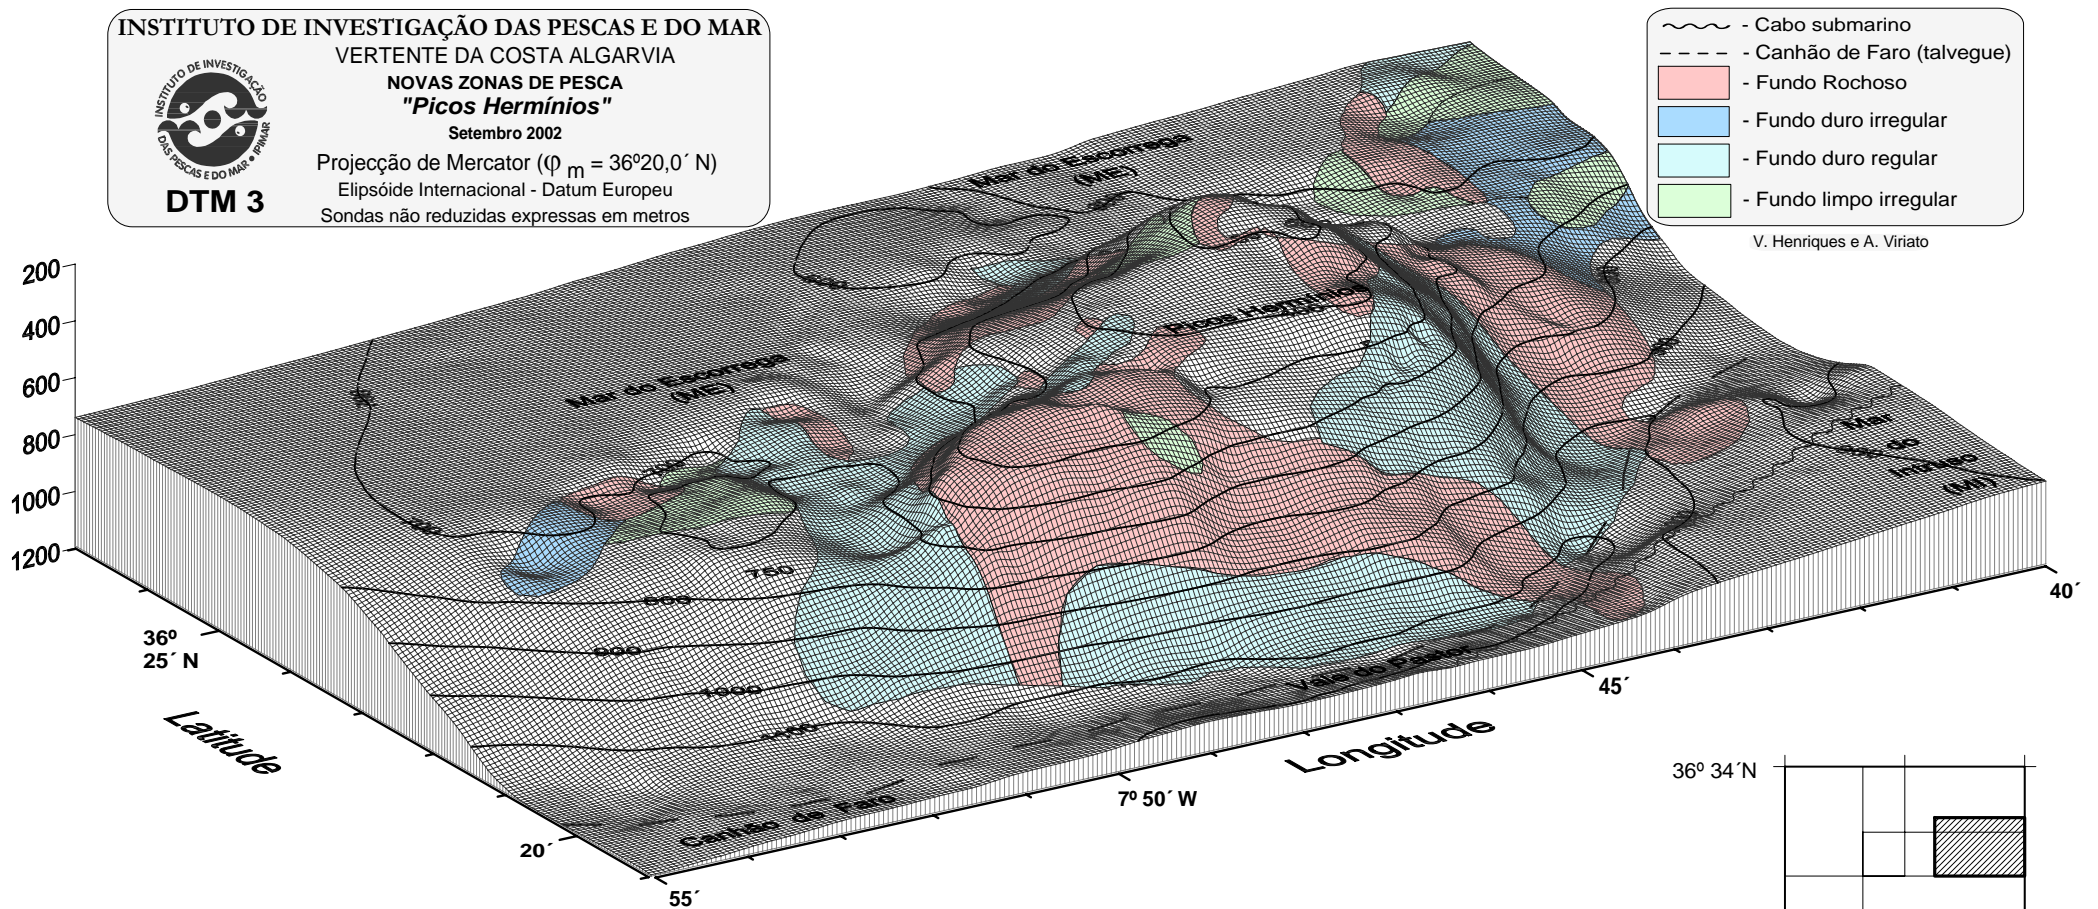 INSTITUTO DE INVESTIGAÇÃO DAS PESCAS E DO MAR
VERTENTE DA COSTA ALGARVIA
NOVAS ZONAS DE PESCA
"Picos Hermínios"
Setembro 2002
Projecção de Mercator (φ m = 36º20,0´ N)
Elipsóide Internacional - Datum Europeu
Sondas não reduzidas expressas em metros
INSTITUTO DE INVESTIGAÇÃO
DAS PESCAS E DO MAR • IPIMAR
DTM 3
- Cabo submarino
- Canhão de Faro (talvegue)
- Fundo Rochoso
- Fundo duro irregular
- Fundo duro regular
- Fundo limpo irregular
V. Henriques e A. Viriato
Mar do Escorrega
(ME)
Picos Hermínios
Mar do Escorrega
(ME)
Mar
do
Intruso
(MI)
200
400
600
800
1000
1200
750
800
900
1000
1100
Vale do Pastor
Canhão de Faro
36º
25´ N
20´
Latitude
55´
7º 50´ W
45´
40´
Longitude
36º 34´N